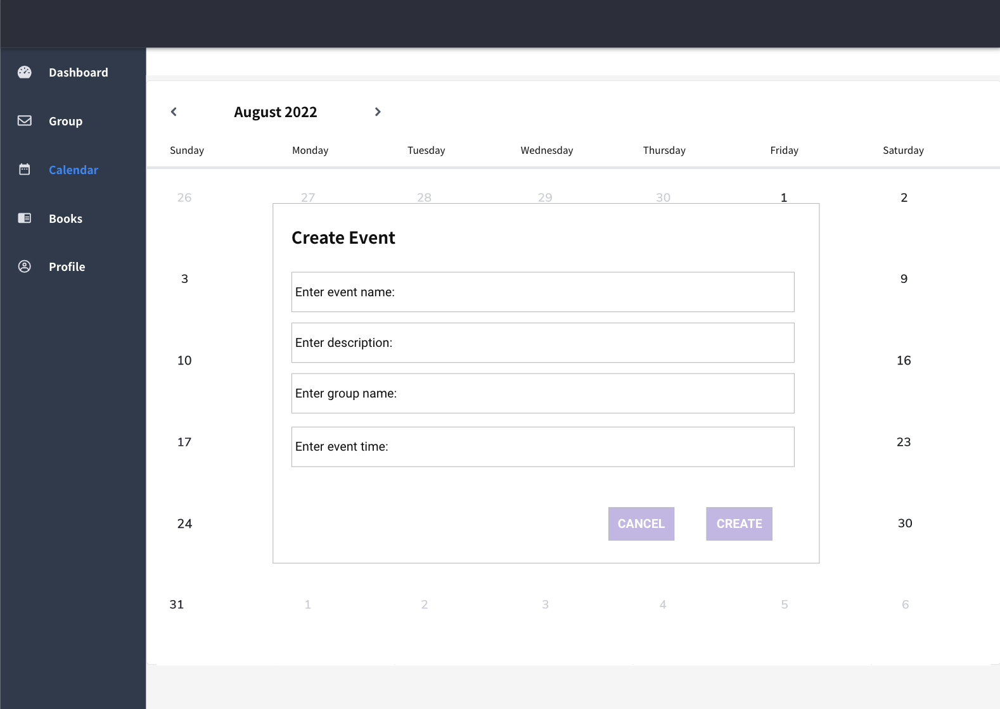 Dashboard
Group
Calendar
Books
Profile
August 2022
Sunday Monday Tuesday Wednesday Thursday Friday Saturday
26 27 28 29 30 1 2
Create Event
3 9
Enter event name:
Enter description:
10 16
Enter group name:
17 23
Enter event time:
24 30
CANCEL CREATE
31 1 2 3 4 5 6